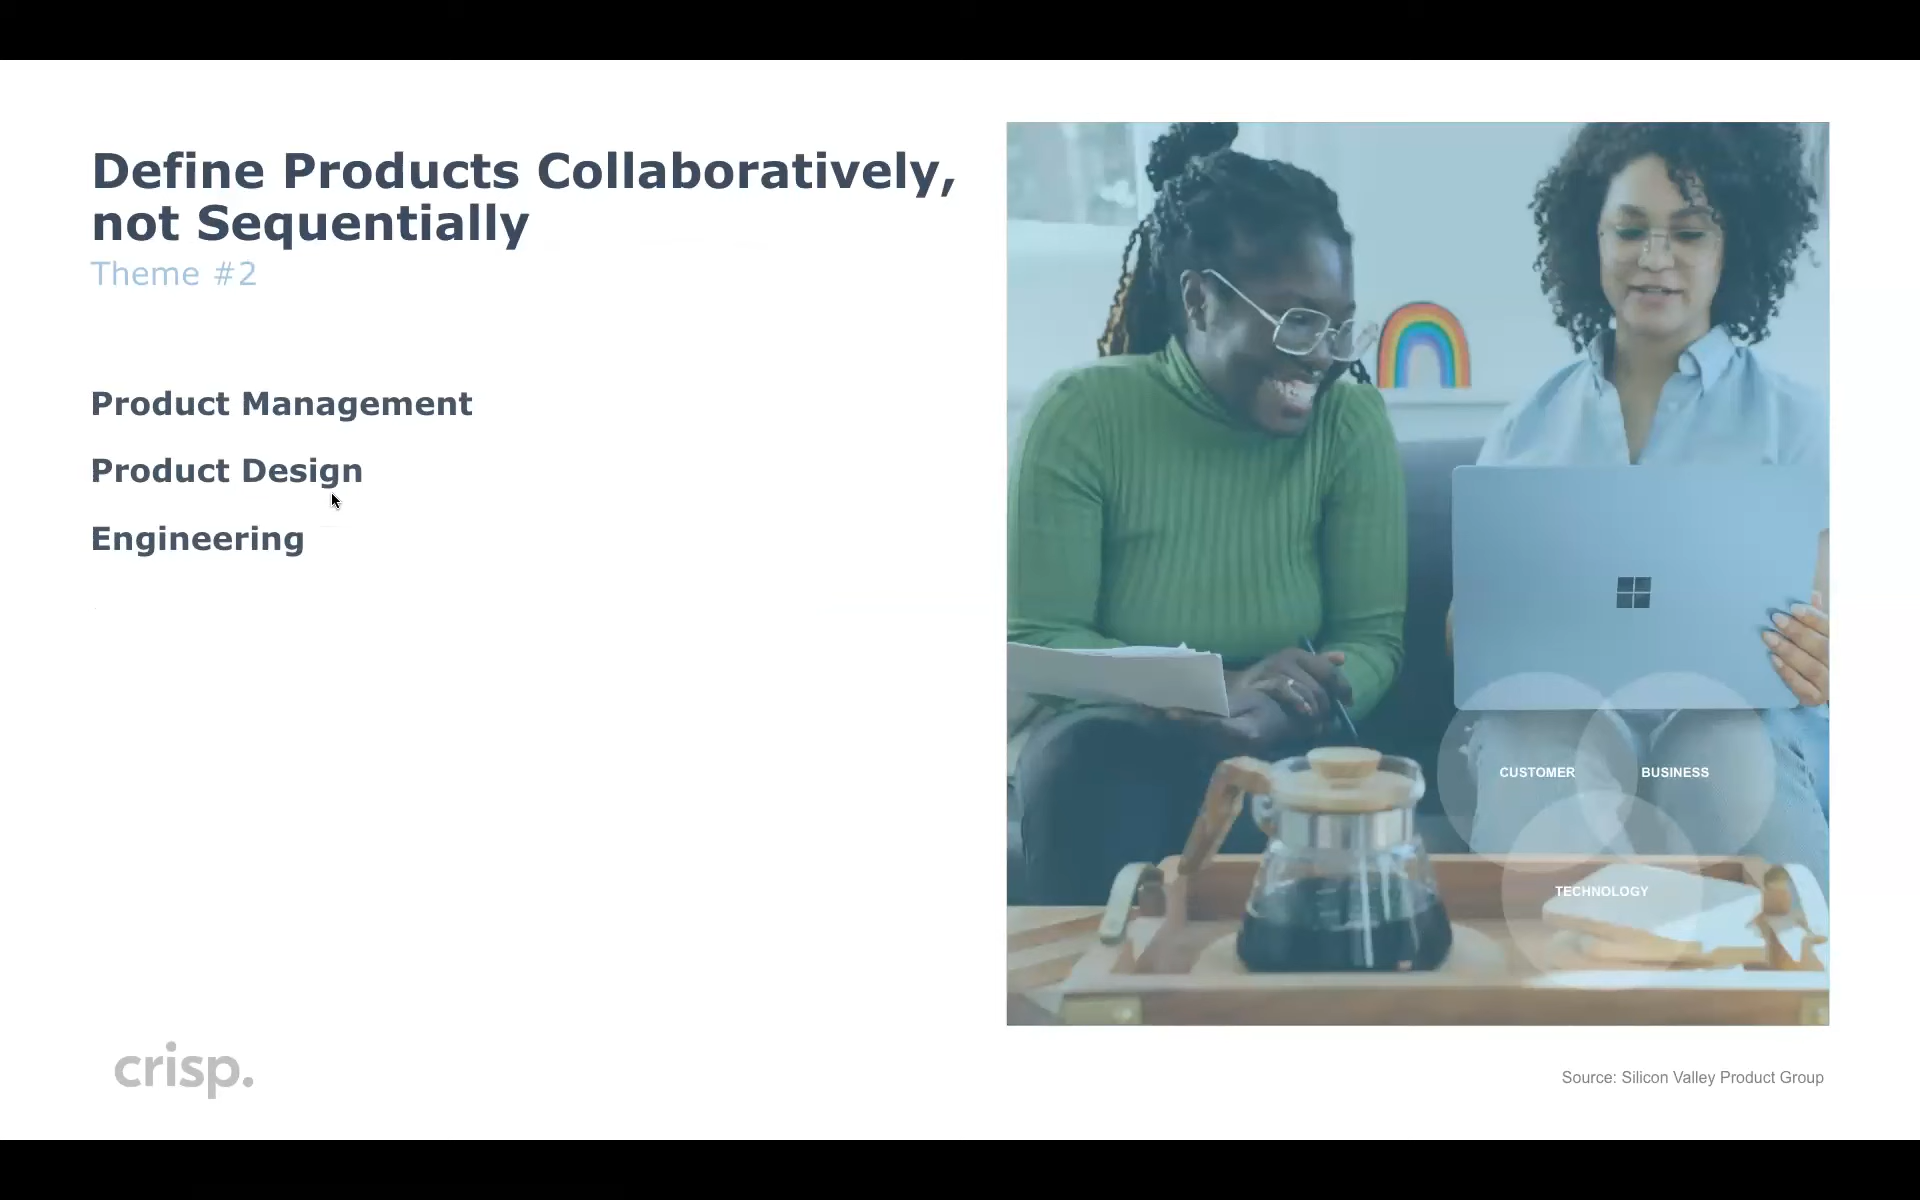 Define Products Collaboratively,
not Sequentially
Theme #2
Product Management
Product Design
Engineering
CUSTOMER
BUSINESS
TECHNOLOGY
crisp.
Source: Silicon Valley Product Group